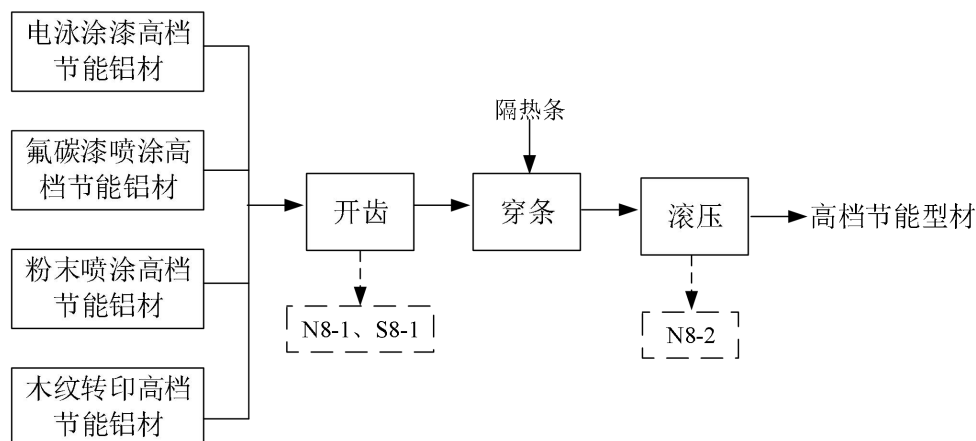 电泳涂漆高档
节能铝材
氟碳漆喷涂高
档节能铝材
粉末喷涂高档
节能铝材
木纹转印高档
节能铝材
开齿
N8-1、S8-1
隔热条
穿条
滚压
N8-2
高档节能型材